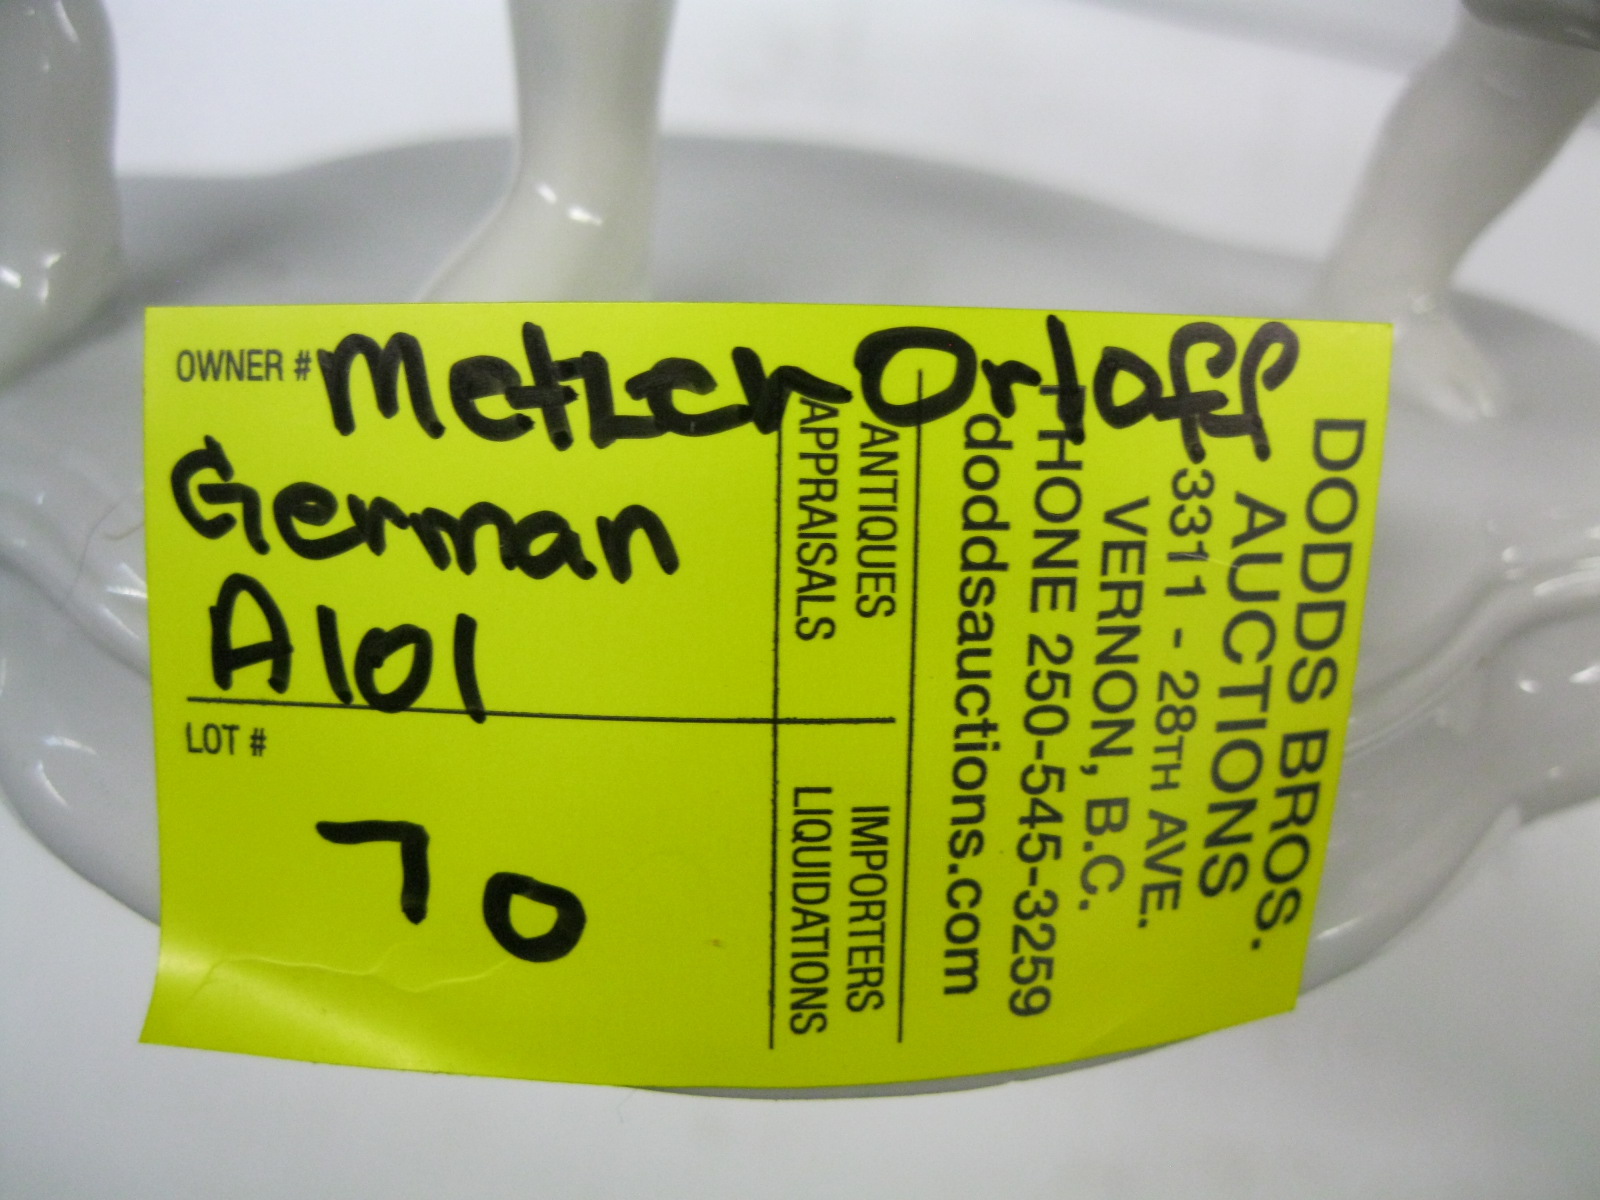 OWNER # Metzler Ortoff
German
A101
LOT #
70
APPRAISALS
ANTIQUES
LIQUIDATIONS
IMPORTERS
DODDS BROS.
AUCTIONS
3311 - 28TH AVE.
VERNON, B.C.
PHONE 250-545-3259
doddsauctions.com